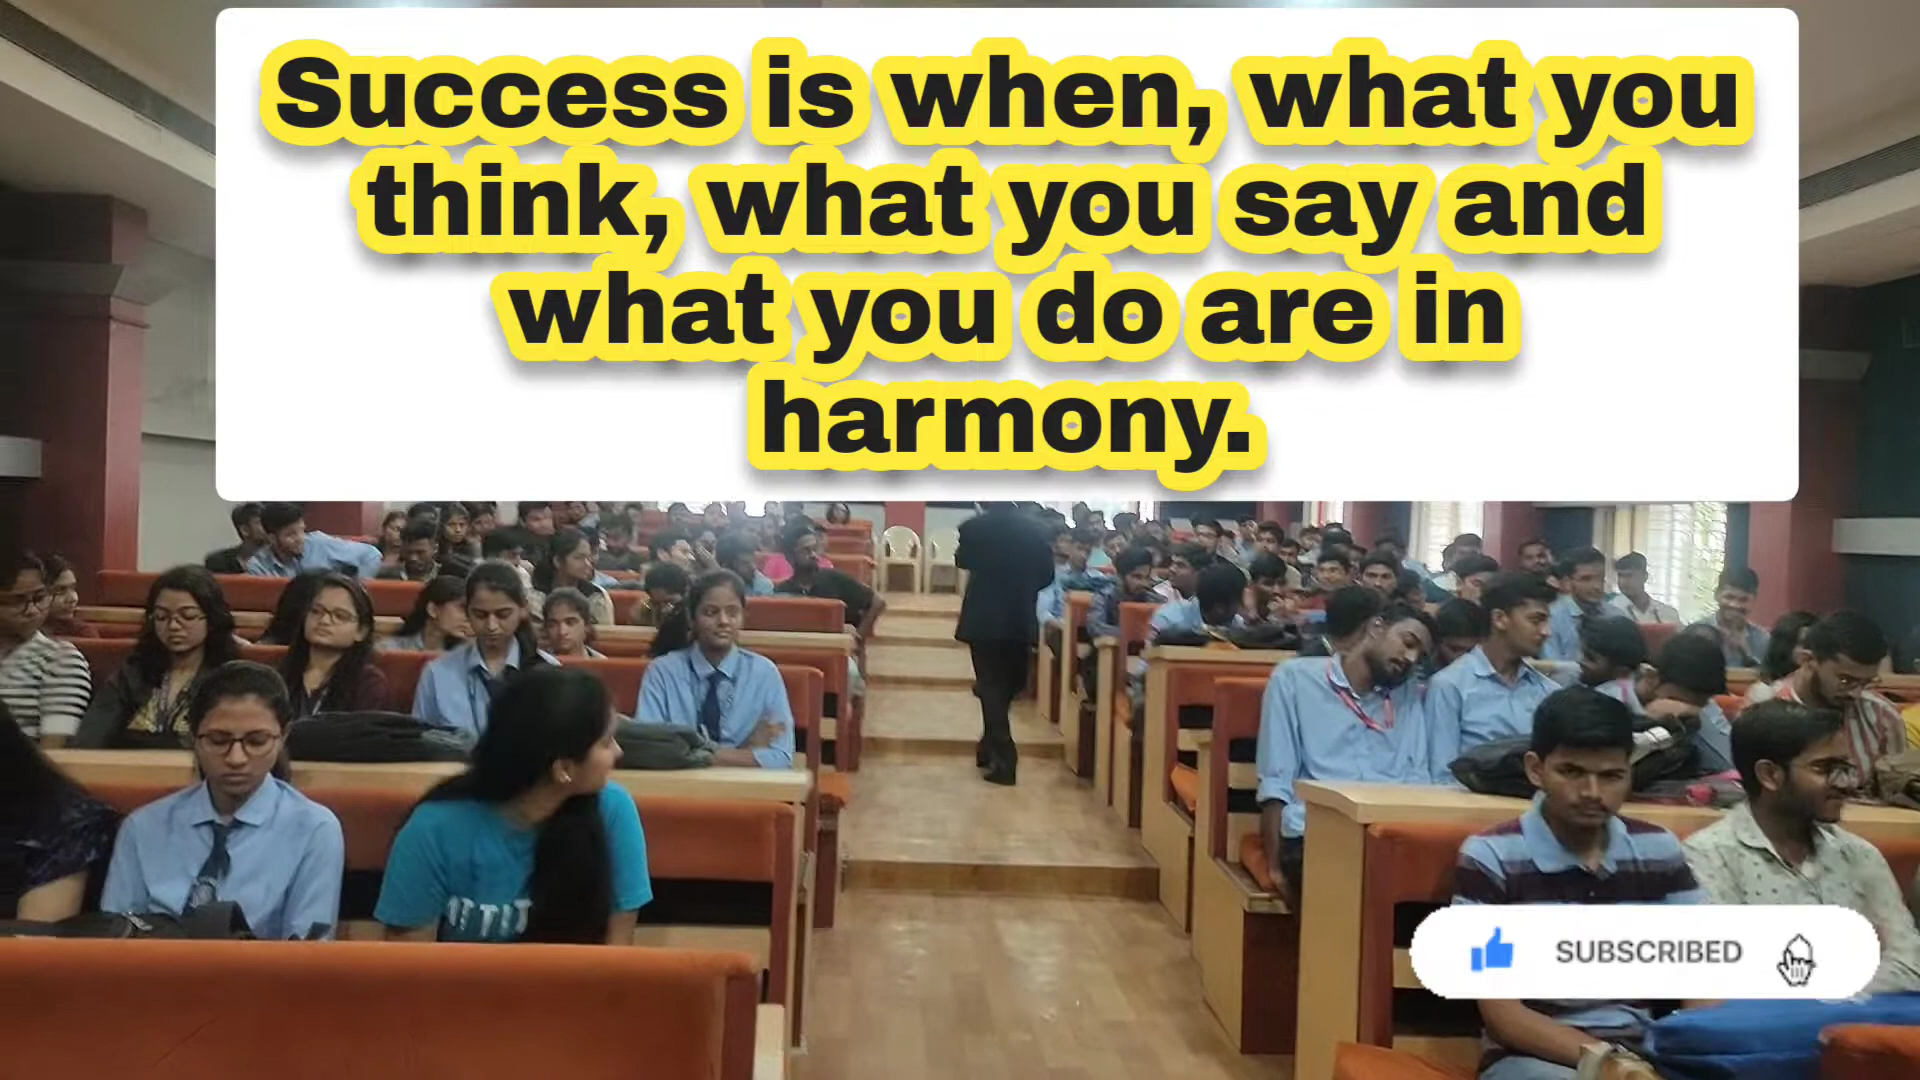 Success is when, what you
think, what you say and
what you do are in
harmony.
SUBSCRIBED